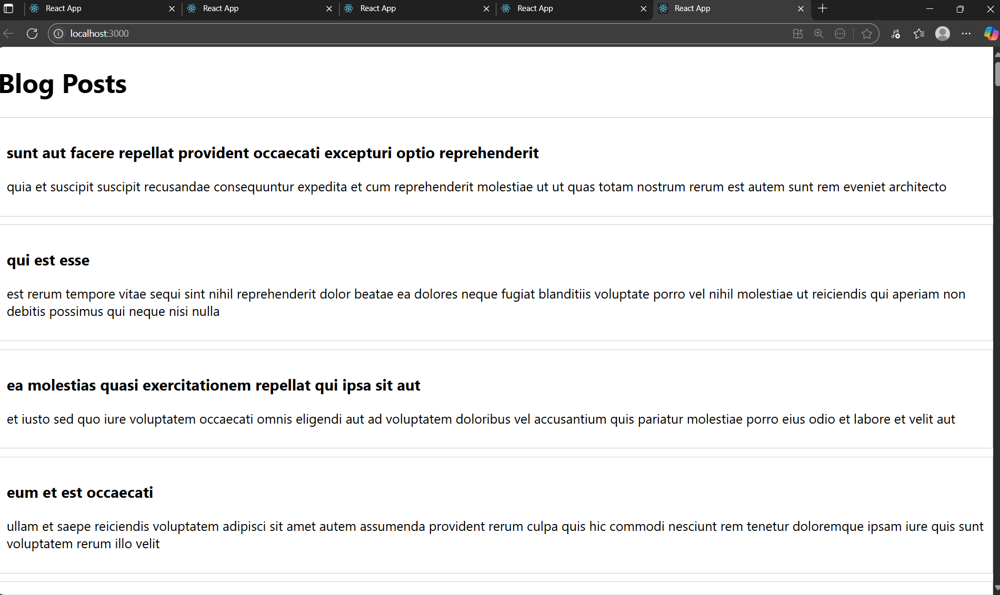 React App
React App
React App
React App
React App
localhost:3000
Blog Posts
sunt aut facere repellat provident occaecati excepturi optio reprehenderit
quia et suscipit suscipit recusandae consequuntur expedita et cum reprehenderit molestiae ut ut quas totam nostrum rerum est autem sunt rem eveniet architecto
qui est esse
est rerum tempore vitae sequi sint nihil reprehenderit dolor beatae ea dolores neque fugiat blanditiis voluptate porro vel nihil molestiae ut reiciendis qui aperiam non
debitis possimus qui neque nisi nulla
ea molestias quasi exercitationem repellat qui ipsa sit aut
et iusto sed quo iure voluptatem occaecati omnis eligendi aut ad voluptatem doloribus vel accusantium quis pariatur molestiae porro eius odio et labore et velit aut
eum et est occaecati
ullam et saepe reiciendis voluptatem adipisci sit amet autem assumenda provident rerum culpa quis hic commodi nesciunt rem tenetur doloremque ipsam iure quis sunt
voluptatem rerum illo velit